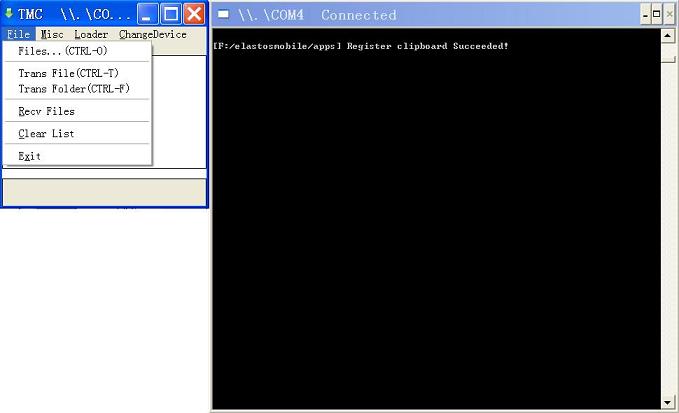 TMC \\.\CO...
File Misc Loader ChangeDevice
Files...(CTRL-O)
Trans File(CTRL-T)
Trans Folder(CTRL-F)
Recv Files
Clear List
Exit
\\.\COM4 Connected
[F:/elastosmobile/apps] Register clipboard Succeeded!